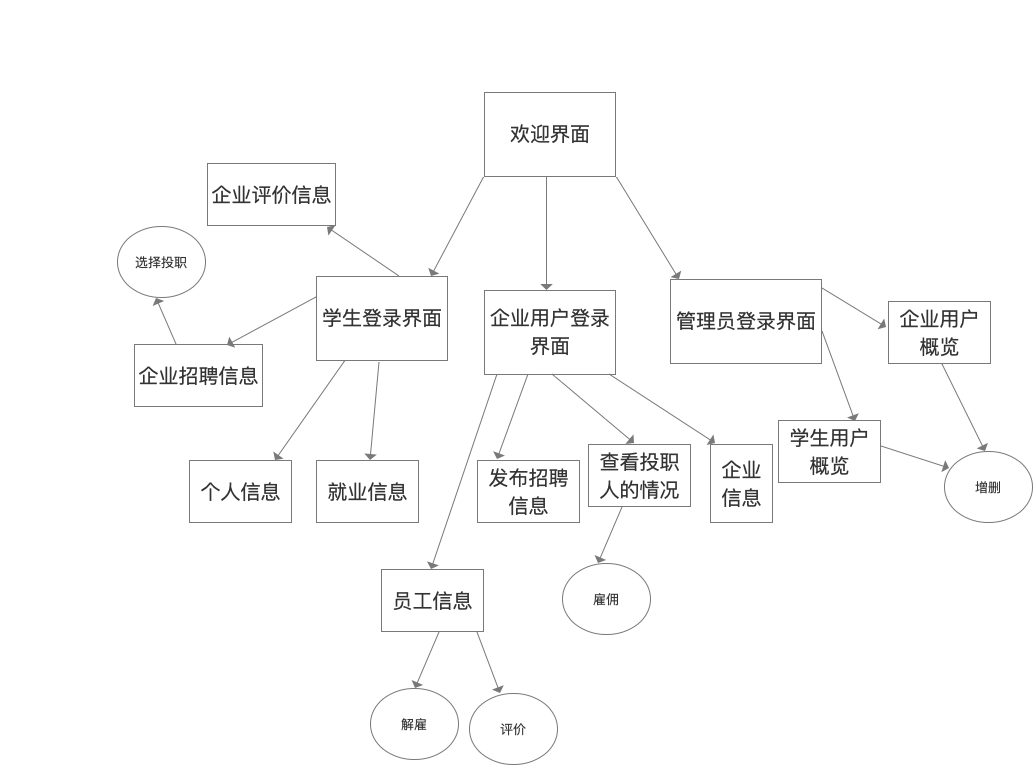 欢迎界面
企业评价信息
选择投职
学生登录界面
企业用户登录
界面
管理员登录界面
企业用户
概览
企业招聘信息
学生用户
概览
个人信息
就业信息
发布招聘
信息
查看投职
人的情况
企业
信息
增删
员工信息
雇佣
解雇
评价